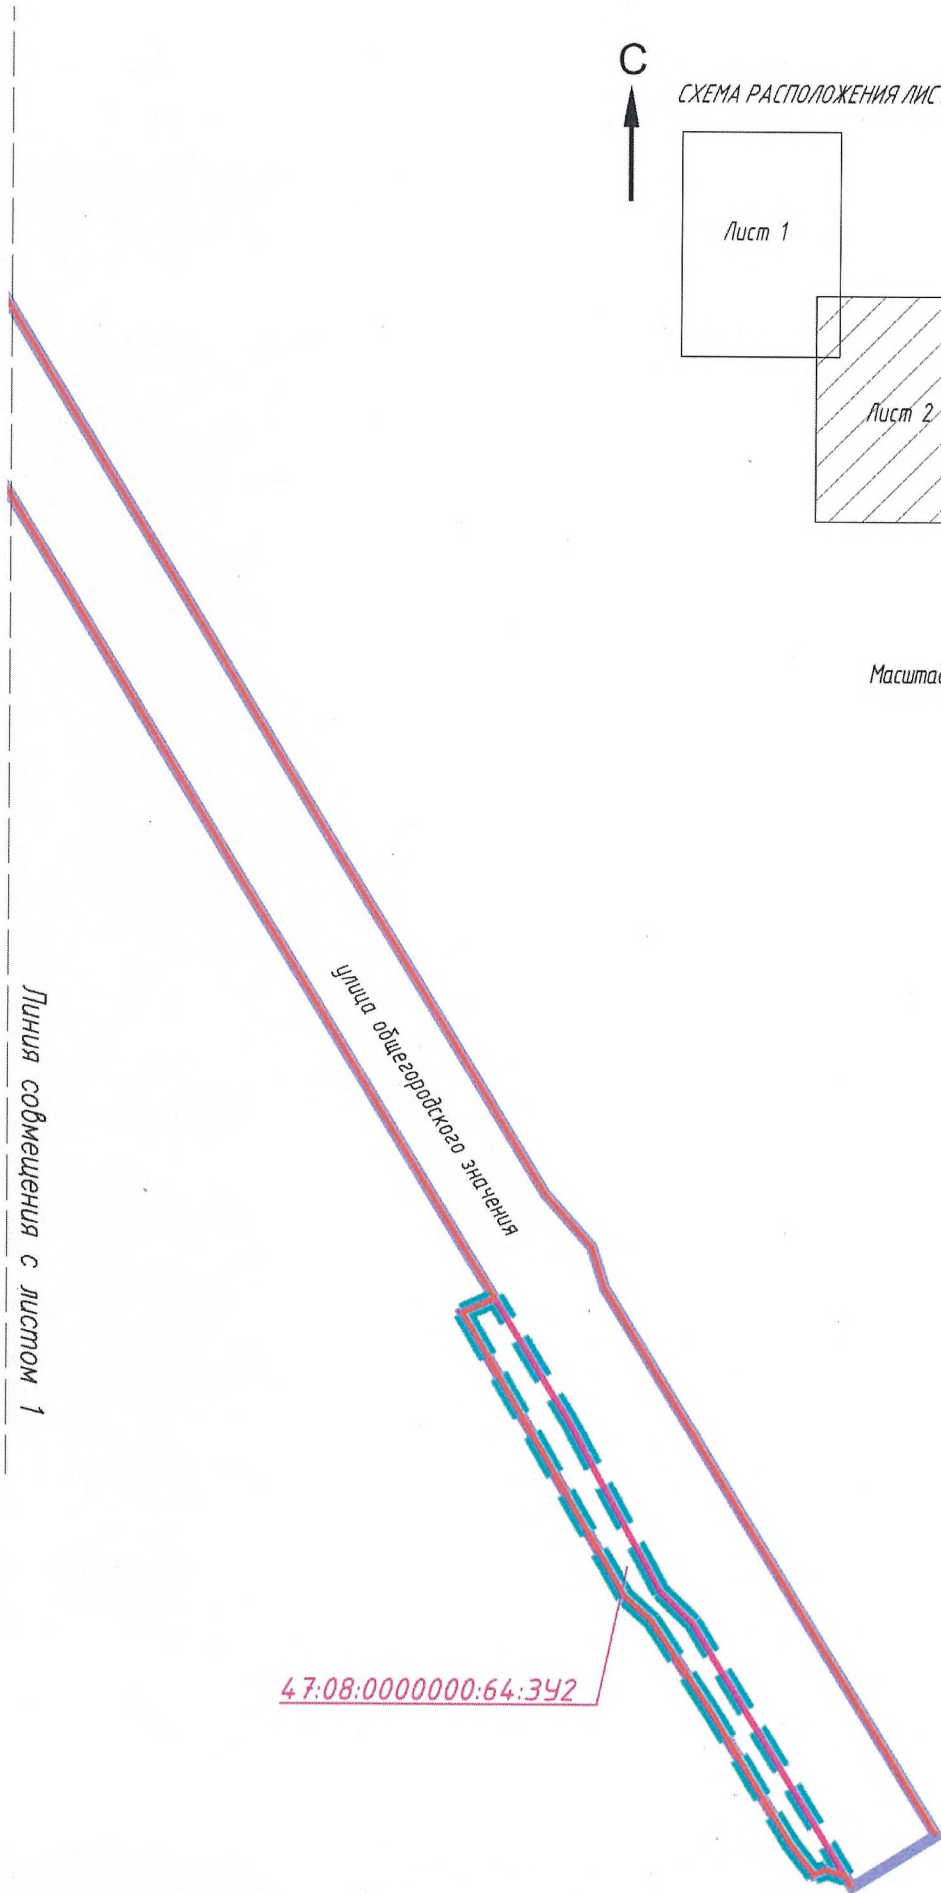 С
СХЕМА РАСПОЛОЖЕНИЯ ЛИС
Лист 1
Лист 2
Масшта
улица общегородского значения
Линия совмещения с листом 1
47:08:0000000:64:ЗУ2